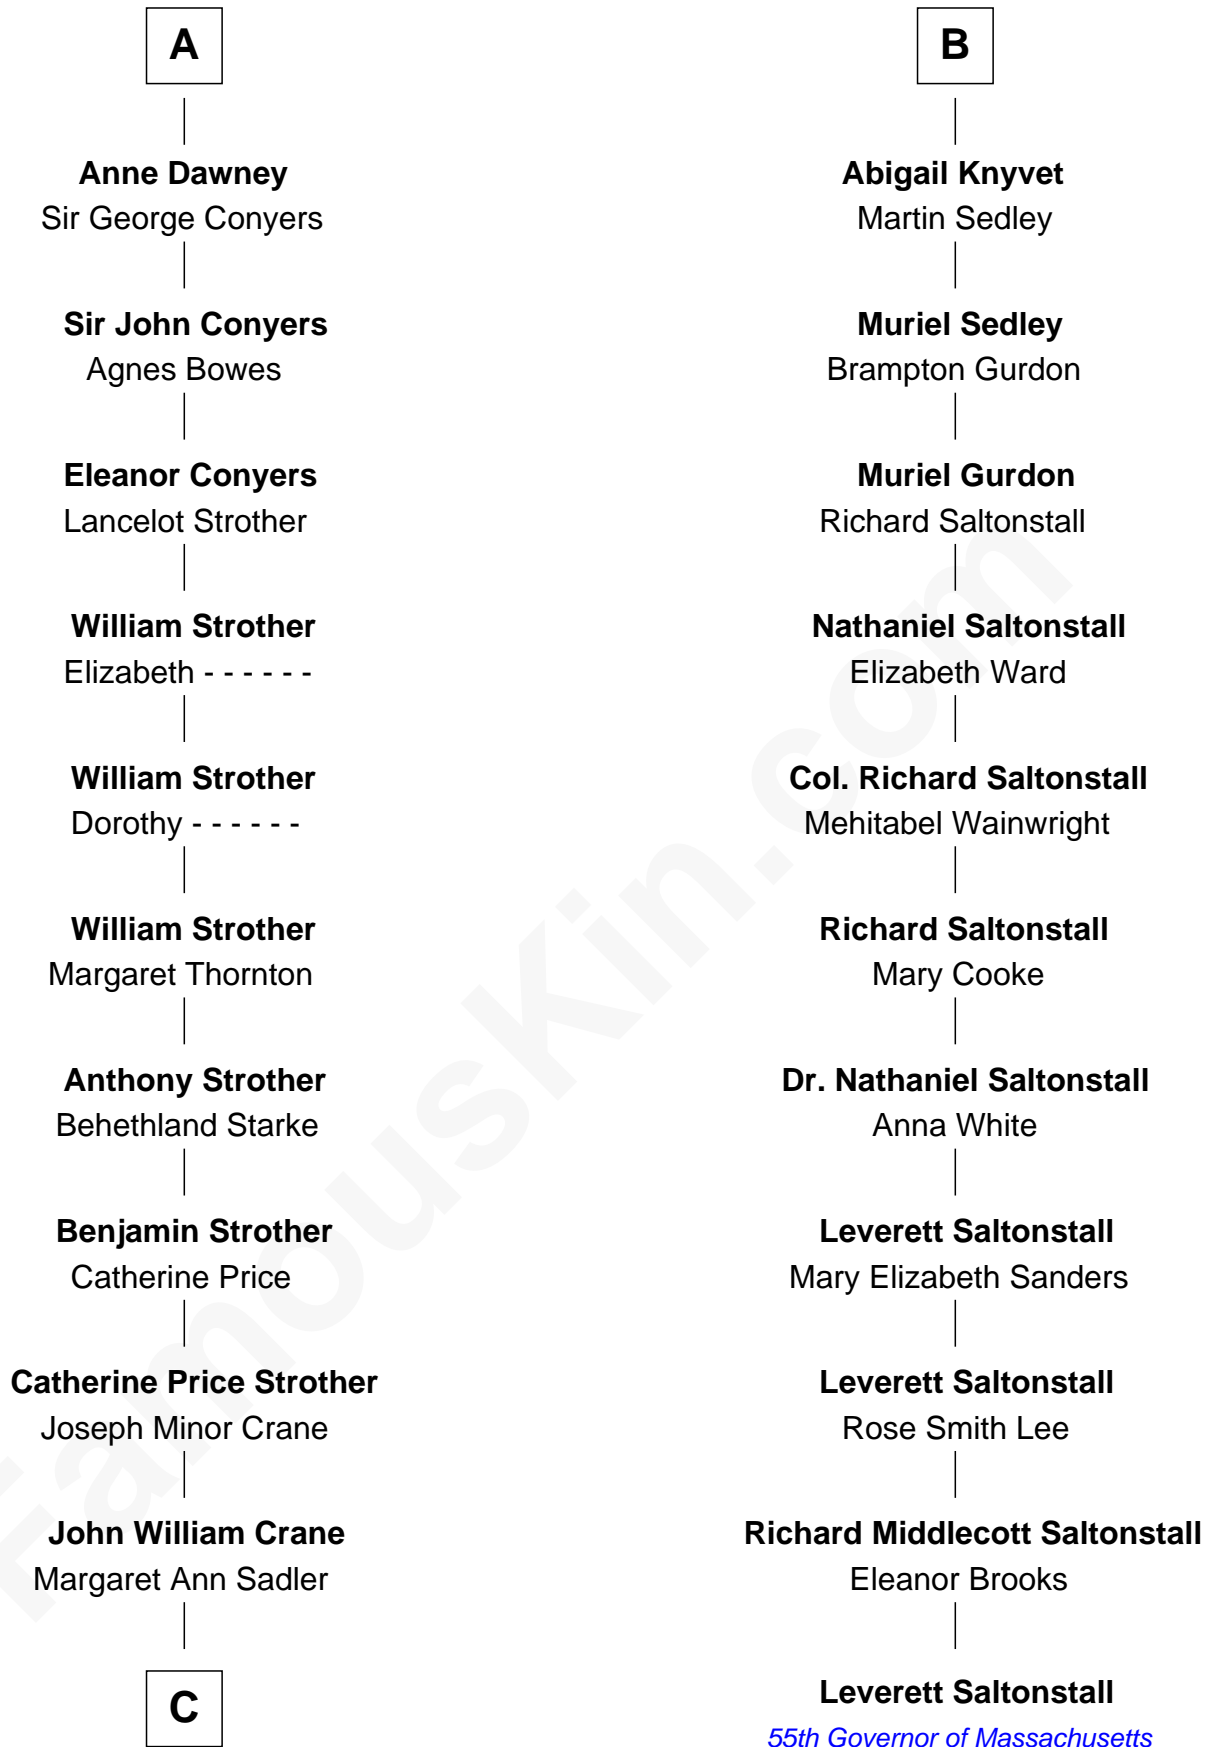 A
Anne Dawney
Sir George Conyers
Sir John Conyers
Agnes Bowes
Eleanor Conyers
Lancelot Strother
William Strother
Elizabeth - - - - - -
William Strother
Dorothy - - - - - -
William Strother
Margaret Thornton
Anthony Strother
Behethland Starke
Benjamin Strother
Catherine Price
Catherine Price Strother
Joseph Minor Crane
John William Crane
Margaret Ann Sadler
C
B
Abigail Knyvet
Martin Sedley
Muriel Sedley
Brampton Gurdon
Muriel Gurdon
Richard Saltonstall
Nathaniel Saltonstall
Elizabeth Ward
Col. Richard Saltonstall
Mehitabel Wainwright
Richard Saltonstall
Mary Cooke
Dr. Nathaniel Saltonstall
Anna White
Leverett Saltonstall
Mary Elizabeth Sanders
Leverett Saltonstall
Rose Smith Lee
Richard Middlecott Saltonstall
Eleanor Brooks
Leverett Saltonstall
55th Governor of Massachusetts
FamousKin.com